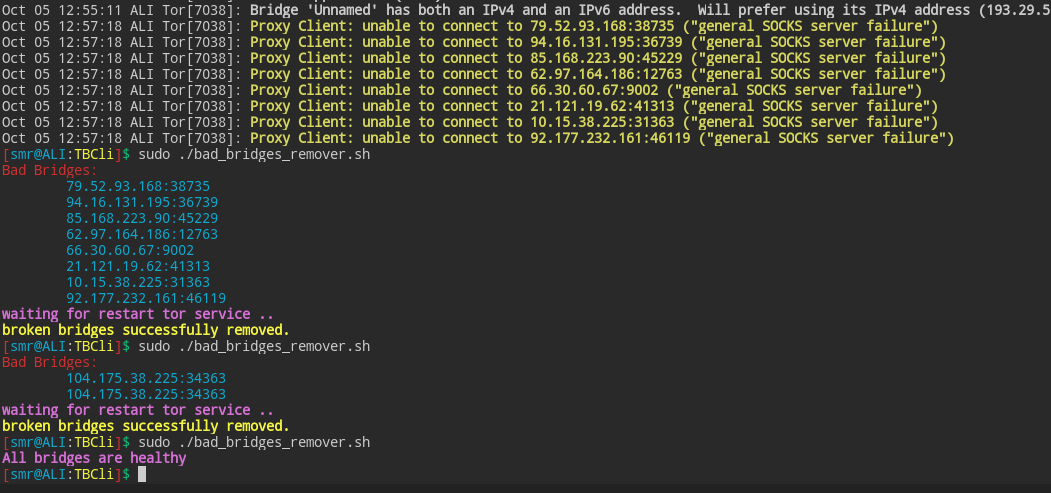 Oct 05 12:55:11 ALI Tor[7038]: Bridge 'Unnamed' has both an IPv4 and an IPv6 address.  Will prefer using its IPv4 address (193.29.5
Oct 05 12:57:18 ALI Tor[7038]: Proxy Client: unable to connect to 79.52.93.168:38735 ("general SOCKS server failure")
Oct 05 12:57:18 ALI Tor[7038]: Proxy Client: unable to connect to 94.16.131.195:36739 ("general SOCKS server failure")
Oct 05 12:57:18 ALI Tor[7038]: Proxy Client: unable to connect to 85.168.223.90:45229 ("general SOCKS server failure")
Oct 05 12:57:18 ALI Tor[7038]: Proxy Client: unable to connect to 62.97.164.186:12763 ("general SOCKS server failure")
Oct 05 12:57:18 ALI Tor[7038]: Proxy Client: unable to connect to 66.30.60.67:9002 ("general SOCKS server failure")
Oct 05 12:57:18 ALI Tor[7038]: Proxy Client: unable to connect to 21.121.19.62:41313 ("general SOCKS server failure")
Oct 05 12:57:18 ALI Tor[7038]: Proxy Client: unable to connect to 10.15.38.225:31363 ("general SOCKS server failure")
Oct 05 12:57:18 ALI Tor[7038]: Proxy Client: unable to connect to 92.177.232.161:46119 ("general SOCKS server failure")
[smr@ALI:TBCli]$ sudo ./bad_bridges_remover.sh
Bad Bridges:
79.52.93.168:38735
94.16.131.195:36739
85.168.223.90:45229
62.97.164.186:12763
66.30.60.67:9002
21.121.19.62:41313
10.15.38.225:31363
92.177.232.161:46119
waiting for restart tor service ..
broken bridges successfully removed.
[smr@ALI:TBCli]$ sudo ./bad_bridges_remover.sh
Bad Bridges:
104.175.38.225:34363
104.175.38.225:34363
waiting for restart tor service ..
broken bridges successfully removed.
[smr@ALI:TBCli]$ sudo ./bad_bridges_remover.sh
All bridges are healthy
[smr@ALI:TBCli]$